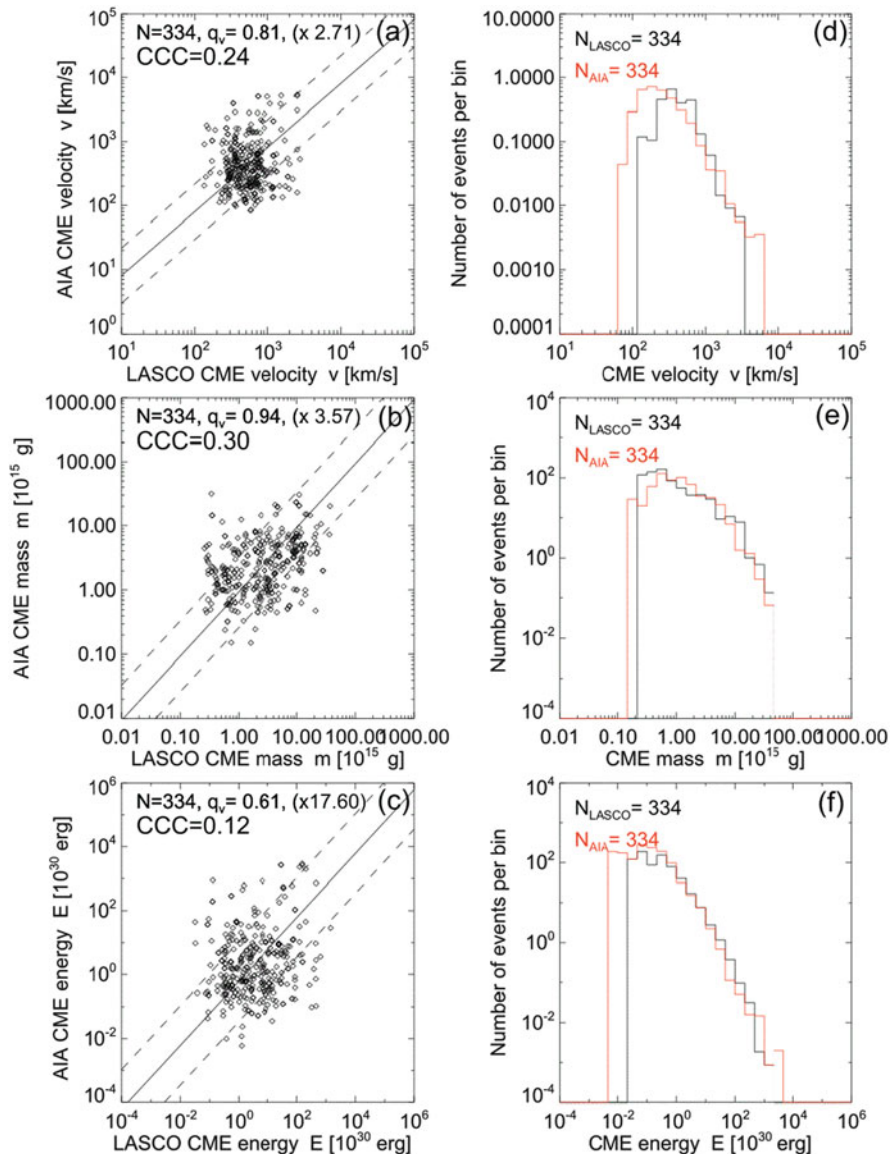 N=334, q_v= 0.81, (x 2.71) (a)
CCC=0.24
AIA CME velocity v [km/s]
10^5
10^4
10^3
10^2
10^1
10^0
10^1 10^2 10^3 10^4 10^5
LASCO CME velocity v [km/s]
(d)
N_LASCO= 334
N_AIA= 334
Number of events per bin
10.0000
1.0000
0.1000
0.0100
0.0010
0.0001
10^1 10^2 10^3 10^4 10^5
CME velocity v [km/s]
N=334, q_v= 0.94, (x 3.57) (b)
CCC=0.30
AIA CME mass m [10^15 g]
1000.00
100.00
10.00
1.00
0.10
0.01
0.01 0.10 1.00 10.00 100.00 1000.00
LASCO CME mass m [10^15 g]
(e)
N_LASCO= 334
N_AIA= 334
Number of events per bin
10^4
10^2
10^0
10^-2
10^-4
0.01 0.10 1.00 10.00 100.00 1000.00
CME mass m [10^15 g]
N=334, q_v= 0.61, (x17.60) (c)
CCC=0.12
AIA CME energy E [10^30 erg]
10^6
10^4
10^2
10^0
10^-2
10^-4
10^-4 10^-2 10^0 10^2 10^4 10^6
LASCO CME energy E [10^30 erg]
(f)
N_LASCO= 334
N_AIA= 334
Number of events per bin
10^4
10^2
10^0
10^-2
10^-4
10^-4 10^-2 10^0 10^2 10^4 10^6
CME energy E [10^30 erg]